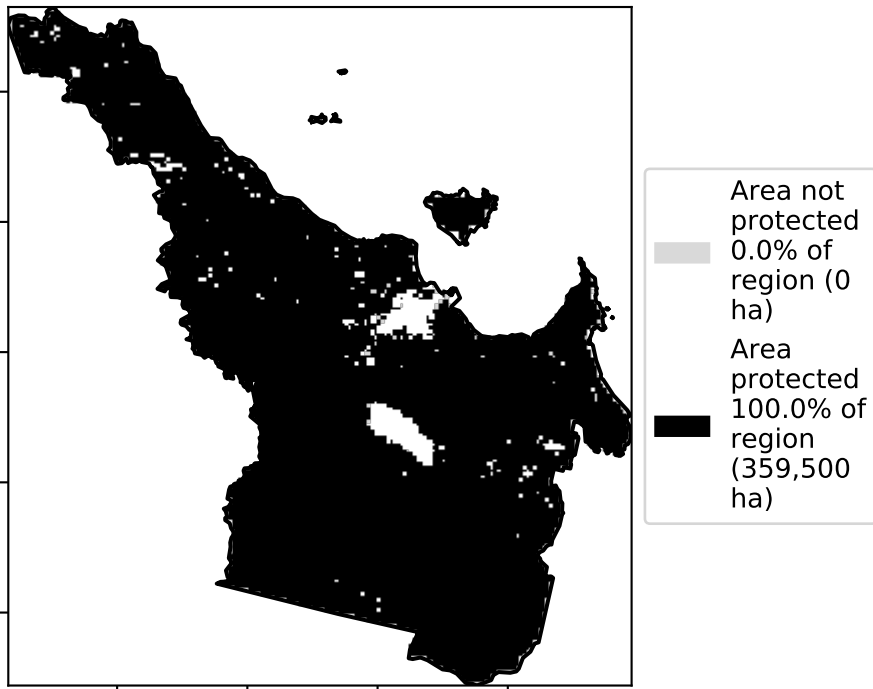 Area not
protected
0.0% of
region (0
ha)
Area
protected
100.0% of
region
(359,500
ha)